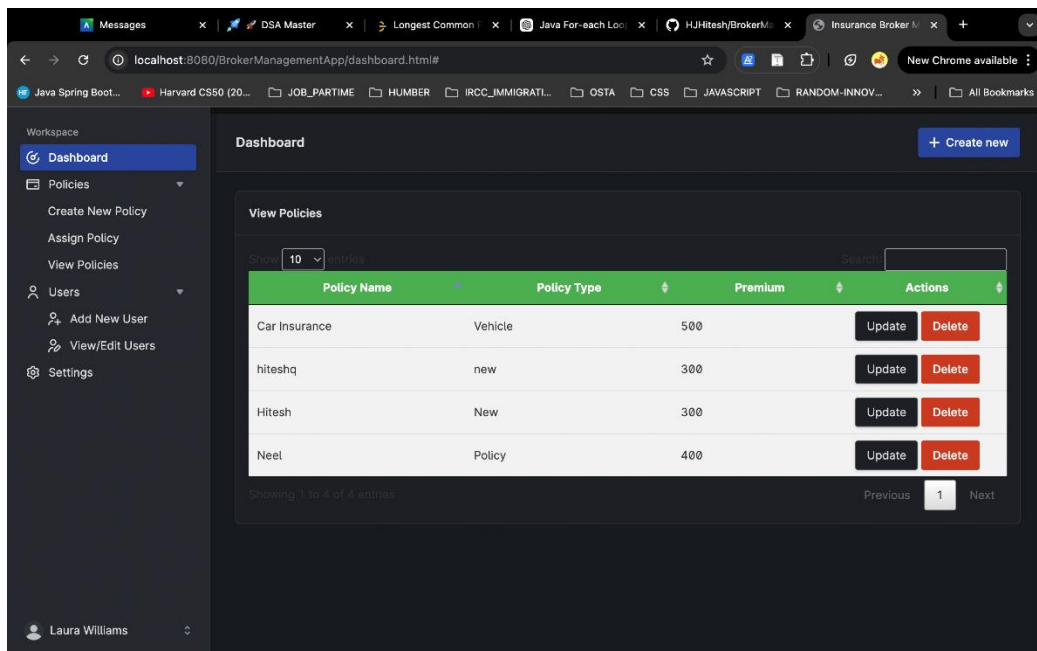 Messages DSA Master Longest Common Java For-each Loo HJHitesh/BrokerMa Insurance Broker M
localhost:8080/BrokerManagementApp/dashboard.html# New Chrome available
Java Spring Boot... Harvard CS50 (20... JOB_PARTIME HUMBER IRCC_IMMIGRATI... OSTA CSS JAVASCRIPT RANDOM-INNOV... » All Bookmarks
Workspace
Dashboard
Policies
Create New Policy
Assign Policy
View Policies
Users
Add New User
View/Edit Users
Settings
Laura Williams
Dashboard + Create new
View Policies
Show 10 entries Search:
Policy Name Policy Type Premium Actions
Car Insurance Vehicle 500 Update Delete
hiteshq new 300 Update Delete
Hitesh New 300 Update Delete
Neel Policy 400 Update Delete
Showing 1 to 4 of 4 entries Previous 1 Next